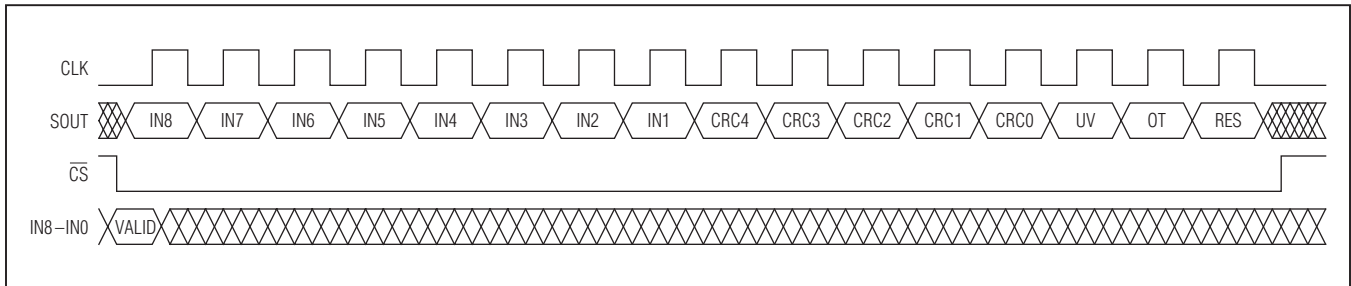 CLK
SOUT IN8 IN7 IN6 IN5 IN4 IN3 IN2 IN1 CRC4 CRC3 CRC2 CRC1 CRC0 UV OT RES
CS
IN8–IN0 VALID